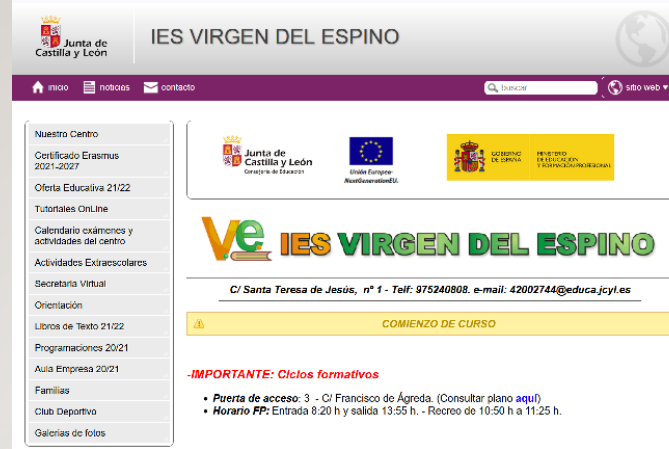 Junta de
Castilla y León
IES VIRGEN DEL ESPINO
inicio noticias contacto
buscar
sitio web
Nuestro Centro
Certificado Erasmus
2021-2027
Oferta Educativa 21/22
Tutoriales OnLine
Calendario exámenes y
actividades del centro
Actividades Extraescolares
Secretaria Virtual
Orientación
Libros de Texto 21/22
Programaciones 20/21
Aula Empresa 20/21
Familias
Club Deportivo
Galerias de fotos
Junta de
Castilla y León
Consejería de Educación
Unión Europea
NextGenerationEU.
GOBIERNO
DE ESPAÑA
MINISTERIO
DE EDUCACIÓN
Y FORMACIÓN PROFESIONAL
Ve IES VIRGEN DEL ESPINO
C/ Santa Teresa de Jesús, nº 1 - Telf: 975240808. e-mail: 42002744@educa.jcyl.es
COMIENZO DE CURSO
-IMPORTANTE: Ciclos formativos
• Puerta de acceso: 3 - C/ Francisco de Ágreda. (Consultar plano aquí)
• Horario FP: Entrada 8:20 h y salida 13:55 h. - Recreo de 10:50 h a 11:25 h.